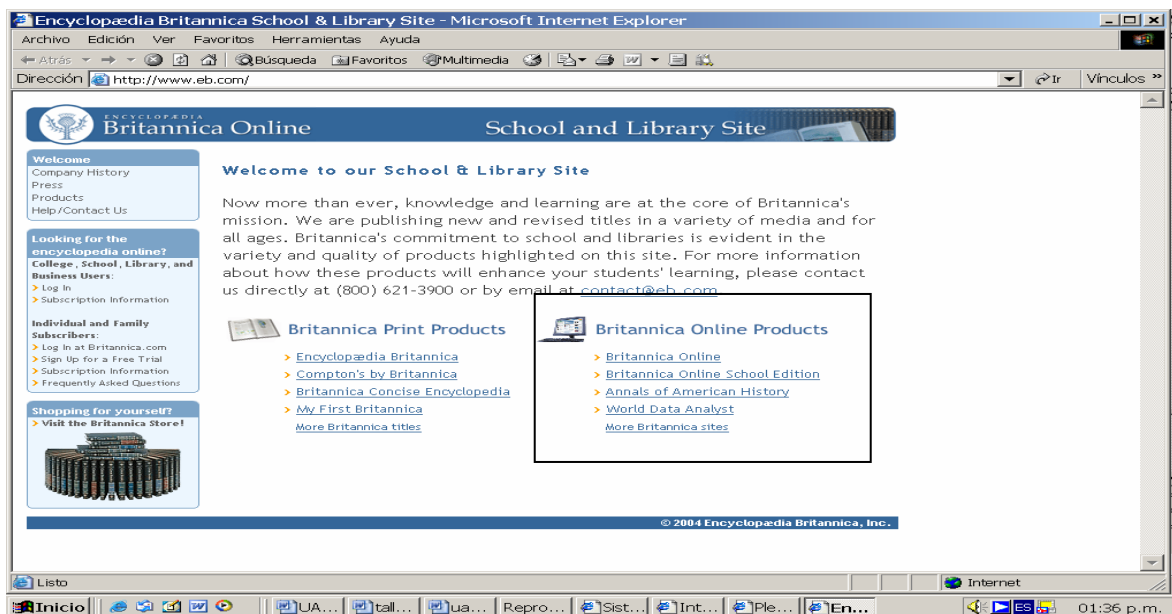 Encyclopædia Britannica School & Library Site - Microsoft Internet Explorer
Archivo Edición Ver Favoritos Herramientas Ayuda
Atrás Búsqueda Favoritos Multimedia
Dirección http://www.eb.com/ Ir Vínculos »
ENCYCLOPÆDIA
Britannica Online School and Library Site
Welcome
Company History
Press
Products
Help/Contact Us
Looking for the
encyclopedia online?
College, School, Library, and
Business Users:
> Log In
> Subscription Information
Individual and Family
Subscribers:
> Log In at Britannica.com
> Sign Up for a Free Trial
> Subscription Information
> Frequently Asked Questions
Shopping for yourself?
> Visit the Britannica Store!
Welcome to our School & Library Site
Now more than ever, knowledge and learning are at the core of Britannica's
mission. We are publishing new and revised titles in a variety of media and for
all ages. Britannica's commitment to school and libraries is evident in the
variety and quality of products highlighted on this site. For more information
about how these products will enhance your students' learning, please contact
us directly at (800) 621-3900 or by email at contact@eb.com
Britannica Print Products
> Encyclopædia Britannica
> Compton's by Britannica
> Britannica Concise Encyclopedia
> My First Britannica
More Britannica titles
Britannica Online Products
> Britannica Online
> Britannica Online School Edition
> Annals of American History
> World Data Analyst
More Britannica sites
© 2004 Encyclopædia Britannica, Inc.
Listo Internet
Inicio UA... tall... ua... Repro... Sist... Int... Ple... En... ES 01:36 p.m.